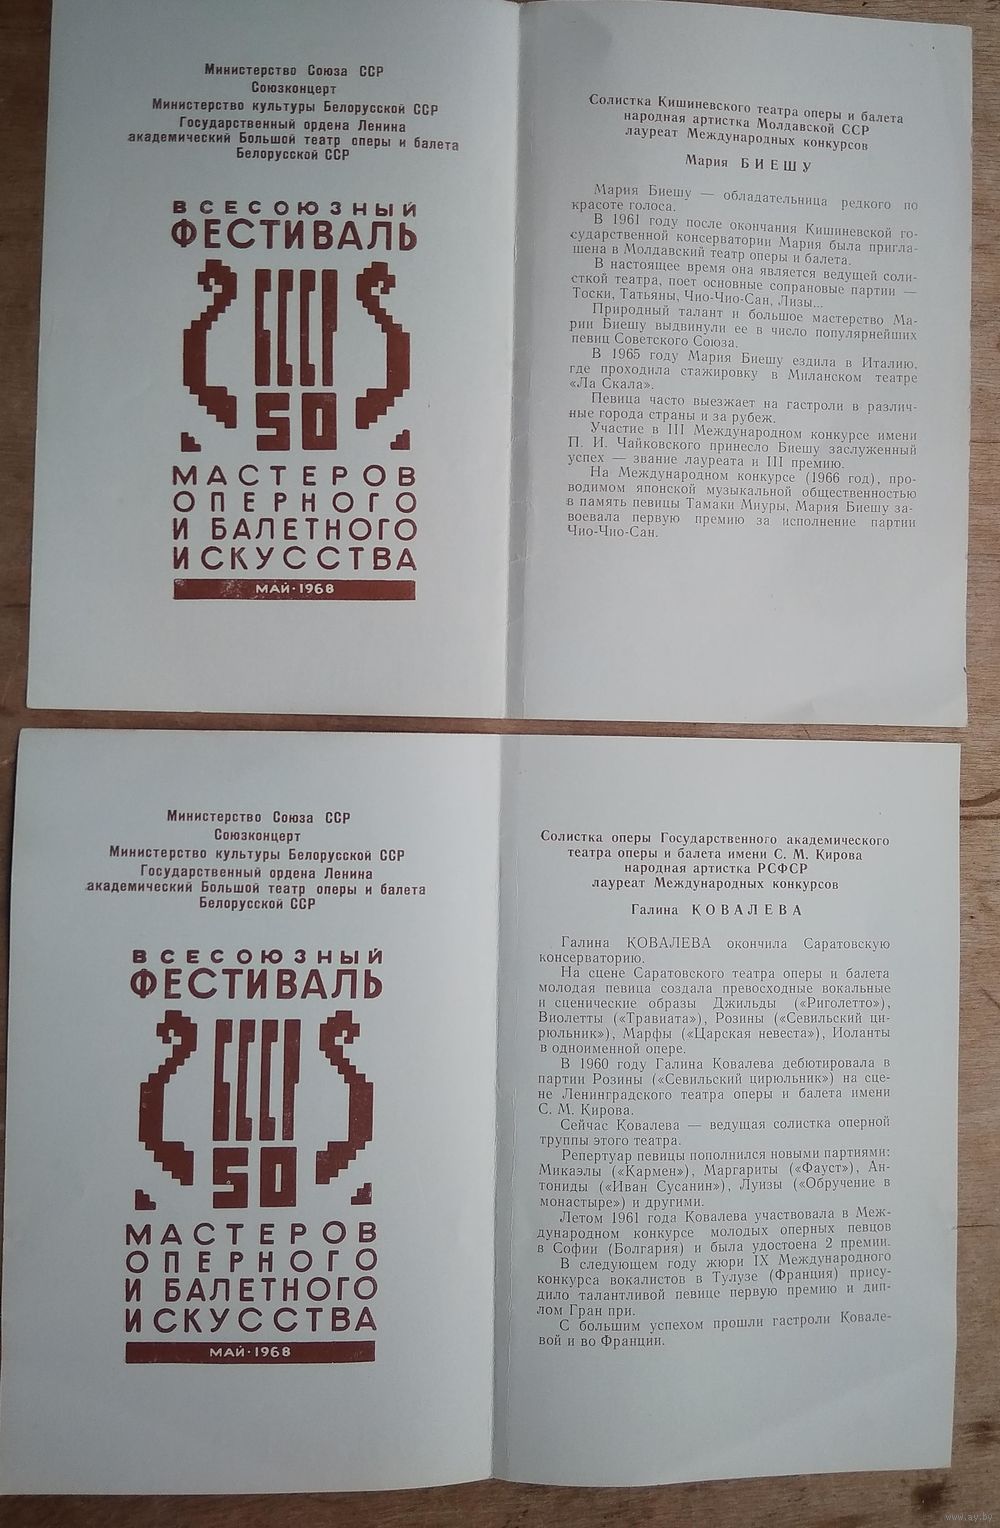 Министерство Союза ССР
Союзконцерт
Министерство культуры Белорусской ССР
Государственный ордена Ленина
академический Большой театр оперы и балета
Белорусской ССР
ВСЕСОЮЗНЫЙ
ФЕСТИВАЛЬ
БССР
50
МАСТЕРОВ
ОПЕРНОГО
И БАЛЕТНОГО
ИСКУССТВА
МАЙ·1968
Солистка Кишиневского театра оперы и балета
народная артистка Молдавской ССР
лауреат Международных конкурсов
Мария БИЕШУ
Мария Биешу — обладательница редкого по
красоте голоса.
В 1961 году после окончания Кишиневской го-
сударственной консерватории Мария была пригла-
шена в Молдавский театр оперы и балета.
В настоящее время она является ведущей соли-
сткой театра, поет основные сопрановые партии —
Тоски, Татьяны, Чио-Чио-Сан, Лизы...
Природный талант и большое мастерство Ма-
рии Биешу выдвинули ее в число популярнейших
певиц Советского Союза.
В 1965 году Мария Биешу ездила в Италию,
где проходила стажировку в Миланском театре
«Ла Скала».
Певица часто выезжает на гастроли в различ-
ные города страны и за рубеж.
Участие в III Международном конкурсе имени
П. И. Чайковского принесло Биешу заслуженный
успех — звание лауреата и III премию.
На Международном конкурсе (1966 год), про-
водимом японской музыкальной общественностью
в память певицы Тамаки Миуры, Мария Биешу за-
воевала первую премию за исполнение партии
Чио-Чио-Сан.
Министерство Союза ССР
Союзконцерт
Министерство культуры Белорусской ССР
Государственный ордена Ленина
академический Большой театр оперы и балета
Белорусской ССР
ВСЕСОЮЗНЫЙ
ФЕСТИВАЛЬ
БССР
50
МАСТЕРОВ
ОПЕРНОГО
И БАЛЕТНОГО
ИСКУССТВА
МАЙ·1968
Солистка оперы Государственного академического
театра оперы и балета имени С. М. Кирова
народная артистка РСФСР
лауреат Международных конкурсов
Галина КОВАЛЕВА
Галина КОВАЛЕВА окончила Саратовскую
консерваторию.
На сцене Саратовского театра оперы и балета
молодая певица создала превосходные вокальные
и сценические образы Джильды («Риголетто»),
Виолетты («Травиата»), Розины («Севильский ци-
рюльник»), Марфы («Царская невеста»), Иоланты
в одноименной опере.
В 1960 году Галина Ковалева дебютировала в
партии Розины («Севильский цирюльник») на сце-
не Ленинградского театра оперы и балета имени
С. М. Кирова.
Сейчас Ковалева — ведущая солистка оперной
труппы этого театра.
Репертуар певицы пополнился новыми партиями:
Микаэлы («Кармен»), Маргариты («Фауст»), Ан-
тониды («Иван Сусанин»), Луизы («Обручение в
монастыре») и другими.
Летом 1961 года Ковалева участвовала в Меж-
дународном конкурсе молодых оперных певцов
в Софии (Болгария) и была удостоена 2 премии.
В следующем году жюри IX Международного
конкурса вокалистов в Тулузе (Франция) прису-
дило талантливой певице первую премию и дип-
лом Гран при.
С большим успехом прошли гастроли Ковале-
вой и во Франции.
www.ay.by